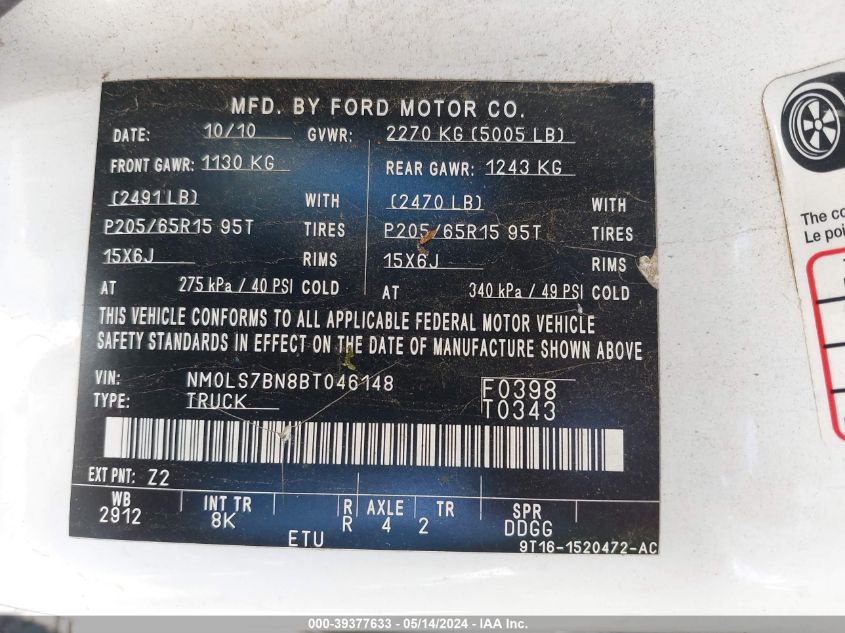 MFD. BY FORD MOTOR CO.
DATE: 10/10 GVWR: 2270 KG (5005 LB)
FRONT GAWR: 1130 KG REAR GAWR: 1243 KG
(2491 LB) WITH (2470 LB) WITH
P205/65R15 95T TIRES P205/65R15 95T TIRES
15X6J RIMS 15X6J RIMS
AT 275 kPa / 40 PSI COLD AT 340 kPa / 49 PSI COLD
THIS VEHICLE CONFORMS TO ALL APPLICABLE FEDERAL MOTOR VEHICLE
SAFETY STANDARDS IN EFFECT ON THE DATE OF MANUFACTURE SHOWN ABOVE
VIN: NM0LS7BN8BT046148 F0398
TYPE: TRUCK T0343
EXT PNT: Z2
WB INT TR R AXLE TR SPR
2912 8K R 4 2 DDGG
ETU 9T16-1520472-AC
The co
Le poi
000-39377633 - 05/14/2024 - IAA Inc.